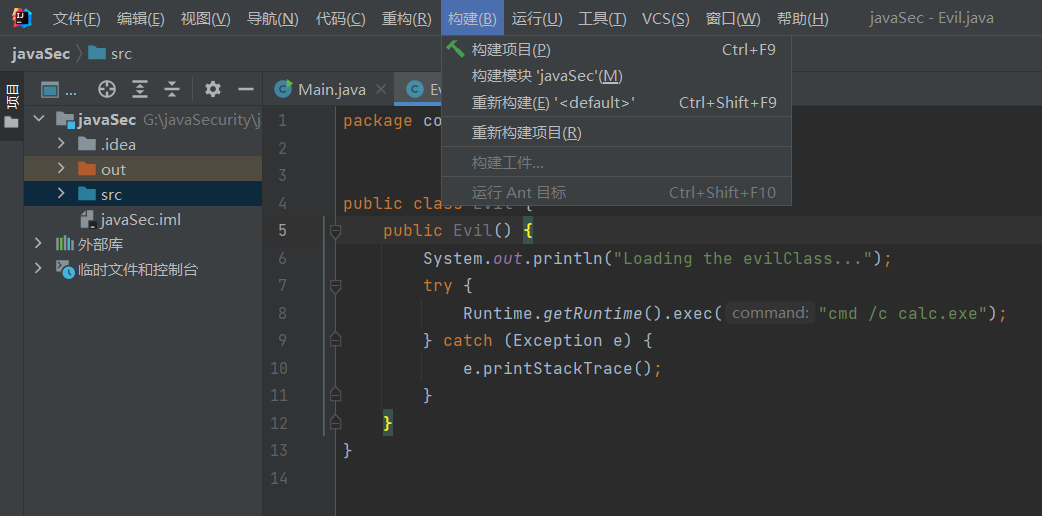 文件(F) 编辑(E) 视图(V) 导航(N) 代码(C) 重构(R) 构建(B) 运行(U) 工具(T) VCS(S) 窗口(W) 帮助(H) javaSec - Evil.java
javaSec src
构建项目(P) Ctrl+F9
构建模块 'javaSec'(M)
重新构建(E) '<default>' Ctrl+Shift+F9
重新构建项目(R)
构建工件...
运行 Ant 目标 Ctrl+Shift+F10
项目
...
javaSec G:\javaSecurity\j
.idea
out
src
javaSec.iml
外部库
临时文件和控制台
Main.java
1 package co
2
3
4 public class Evil {
5 public Evil() {
6 System.out.println("Loading the evilClass...");
7 try {
8 Runtime.getRuntime().exec( command: "cmd /c calc.exe");
9 } catch (Exception e) {
10 e.printStackTrace();
11 }
12 }
13 }
14